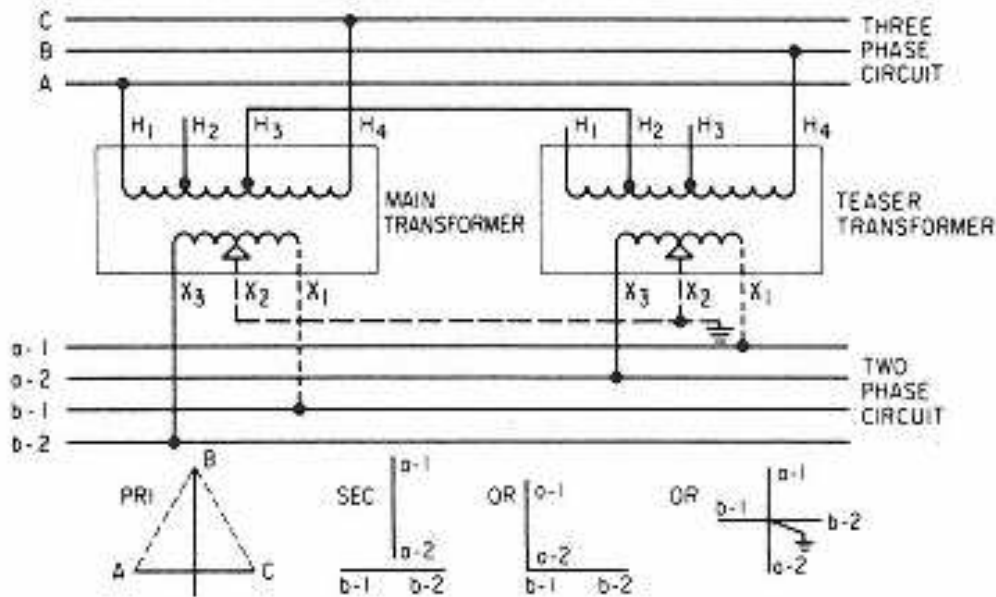 C
THREE
B
PHASE
A
CIRCUIT
H1 H2 H3 H4
H1 H2 H3 H4
MAIN
TRANSFORMER
TEASER
TRANSFORMER
X3 X2 X1
X3 X2 X1
a-1
TWO
a-2
PHASE
b-1
CIRCUIT
b-2
PRI
B
A
C
SEC
a-1
a-2
b-1 b-2
OR
a-1
a-2
b-1 b-2
OR
a-1
b-1
b-2
a-2